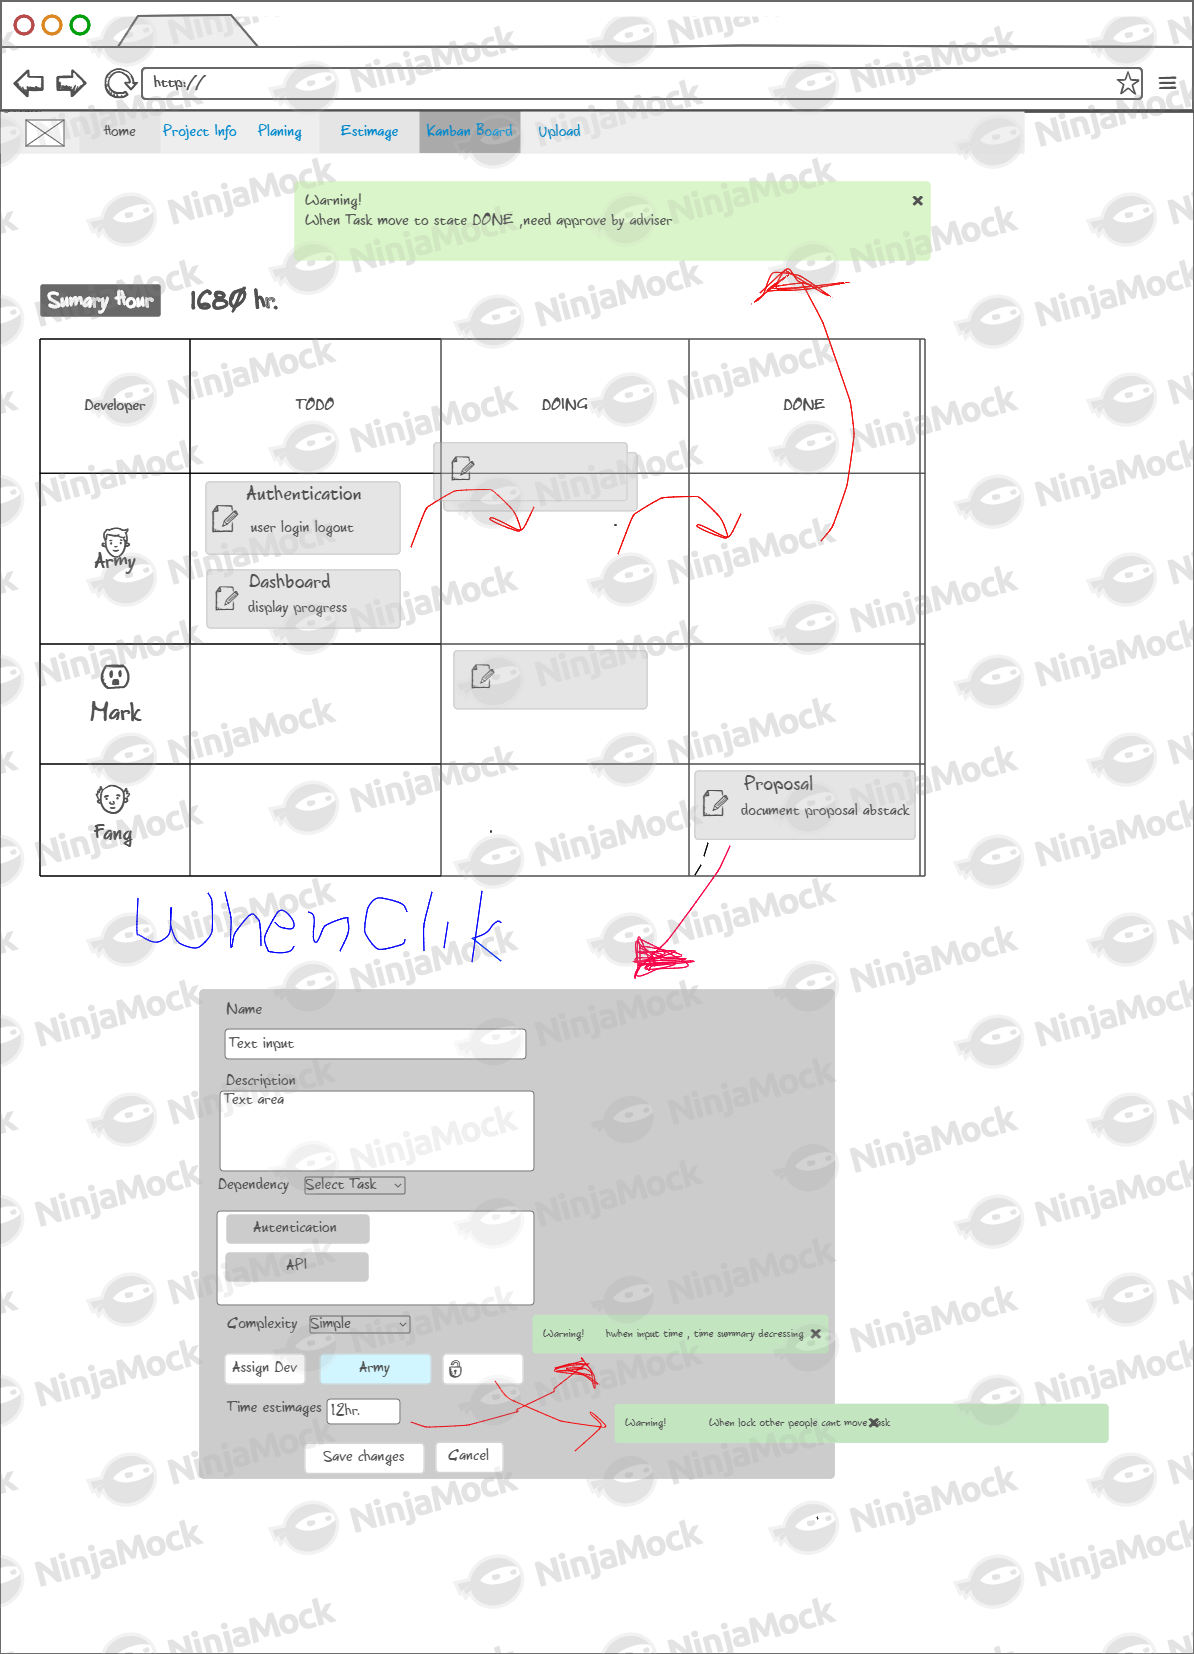 http://
Home Project Info Planing Estimage Kanban Board Upload
Warning!
When Task move to state DONE ,need approve by adviser
Sumary Hour 1680 hr.
Developer TODO DOING DONE
Authentication
user login logout
Army
Dashboard
display progress
Mark
Proposal
document proposal abstack
Fang
When Clik
Name
Text input
Description
Text area
Dependency Select Task
Autentication
API
Complexity Simple
Warning! hwhen input time , time summary decressing
Assign Dev Army
Time estimages 12hr.
Warning! When lock other people cant move task
Save changes Cancel
NinjaMock